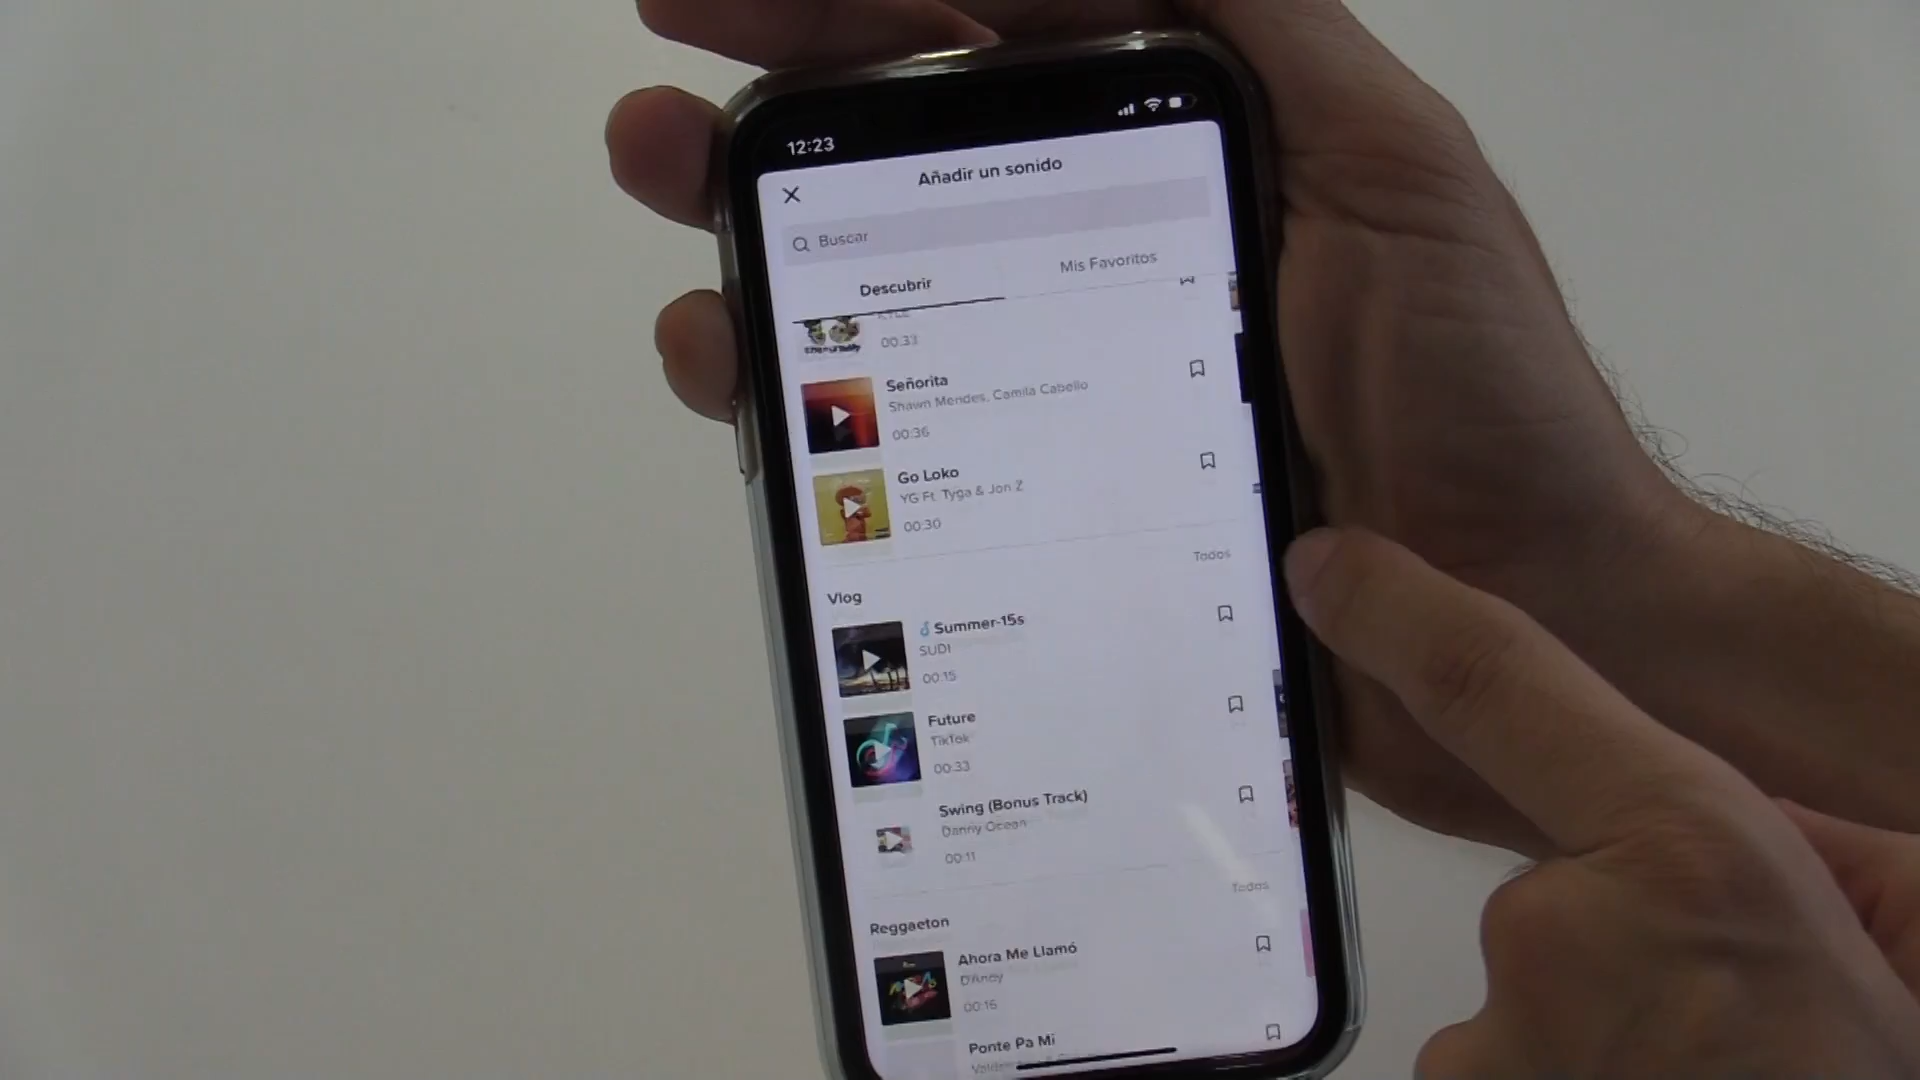 12:23
Añadir un sonido
Buscar
Descubrir
Mis Favoritos
KYLE
00:33
Señorita
Shawn Mendes, Camila Cabello
00:36
Go Loko
YG Ft. Tyga & Jon Z
00:30
Vlog
Todos
Summer-15s
SUDI
00:15
Future
TikTok
00:33
Swing (Bonus Track)
Danny Ocean
00:11
Reggaeton
Todos
Ahora Me Llamó
00:16
Ponte Pa Mi